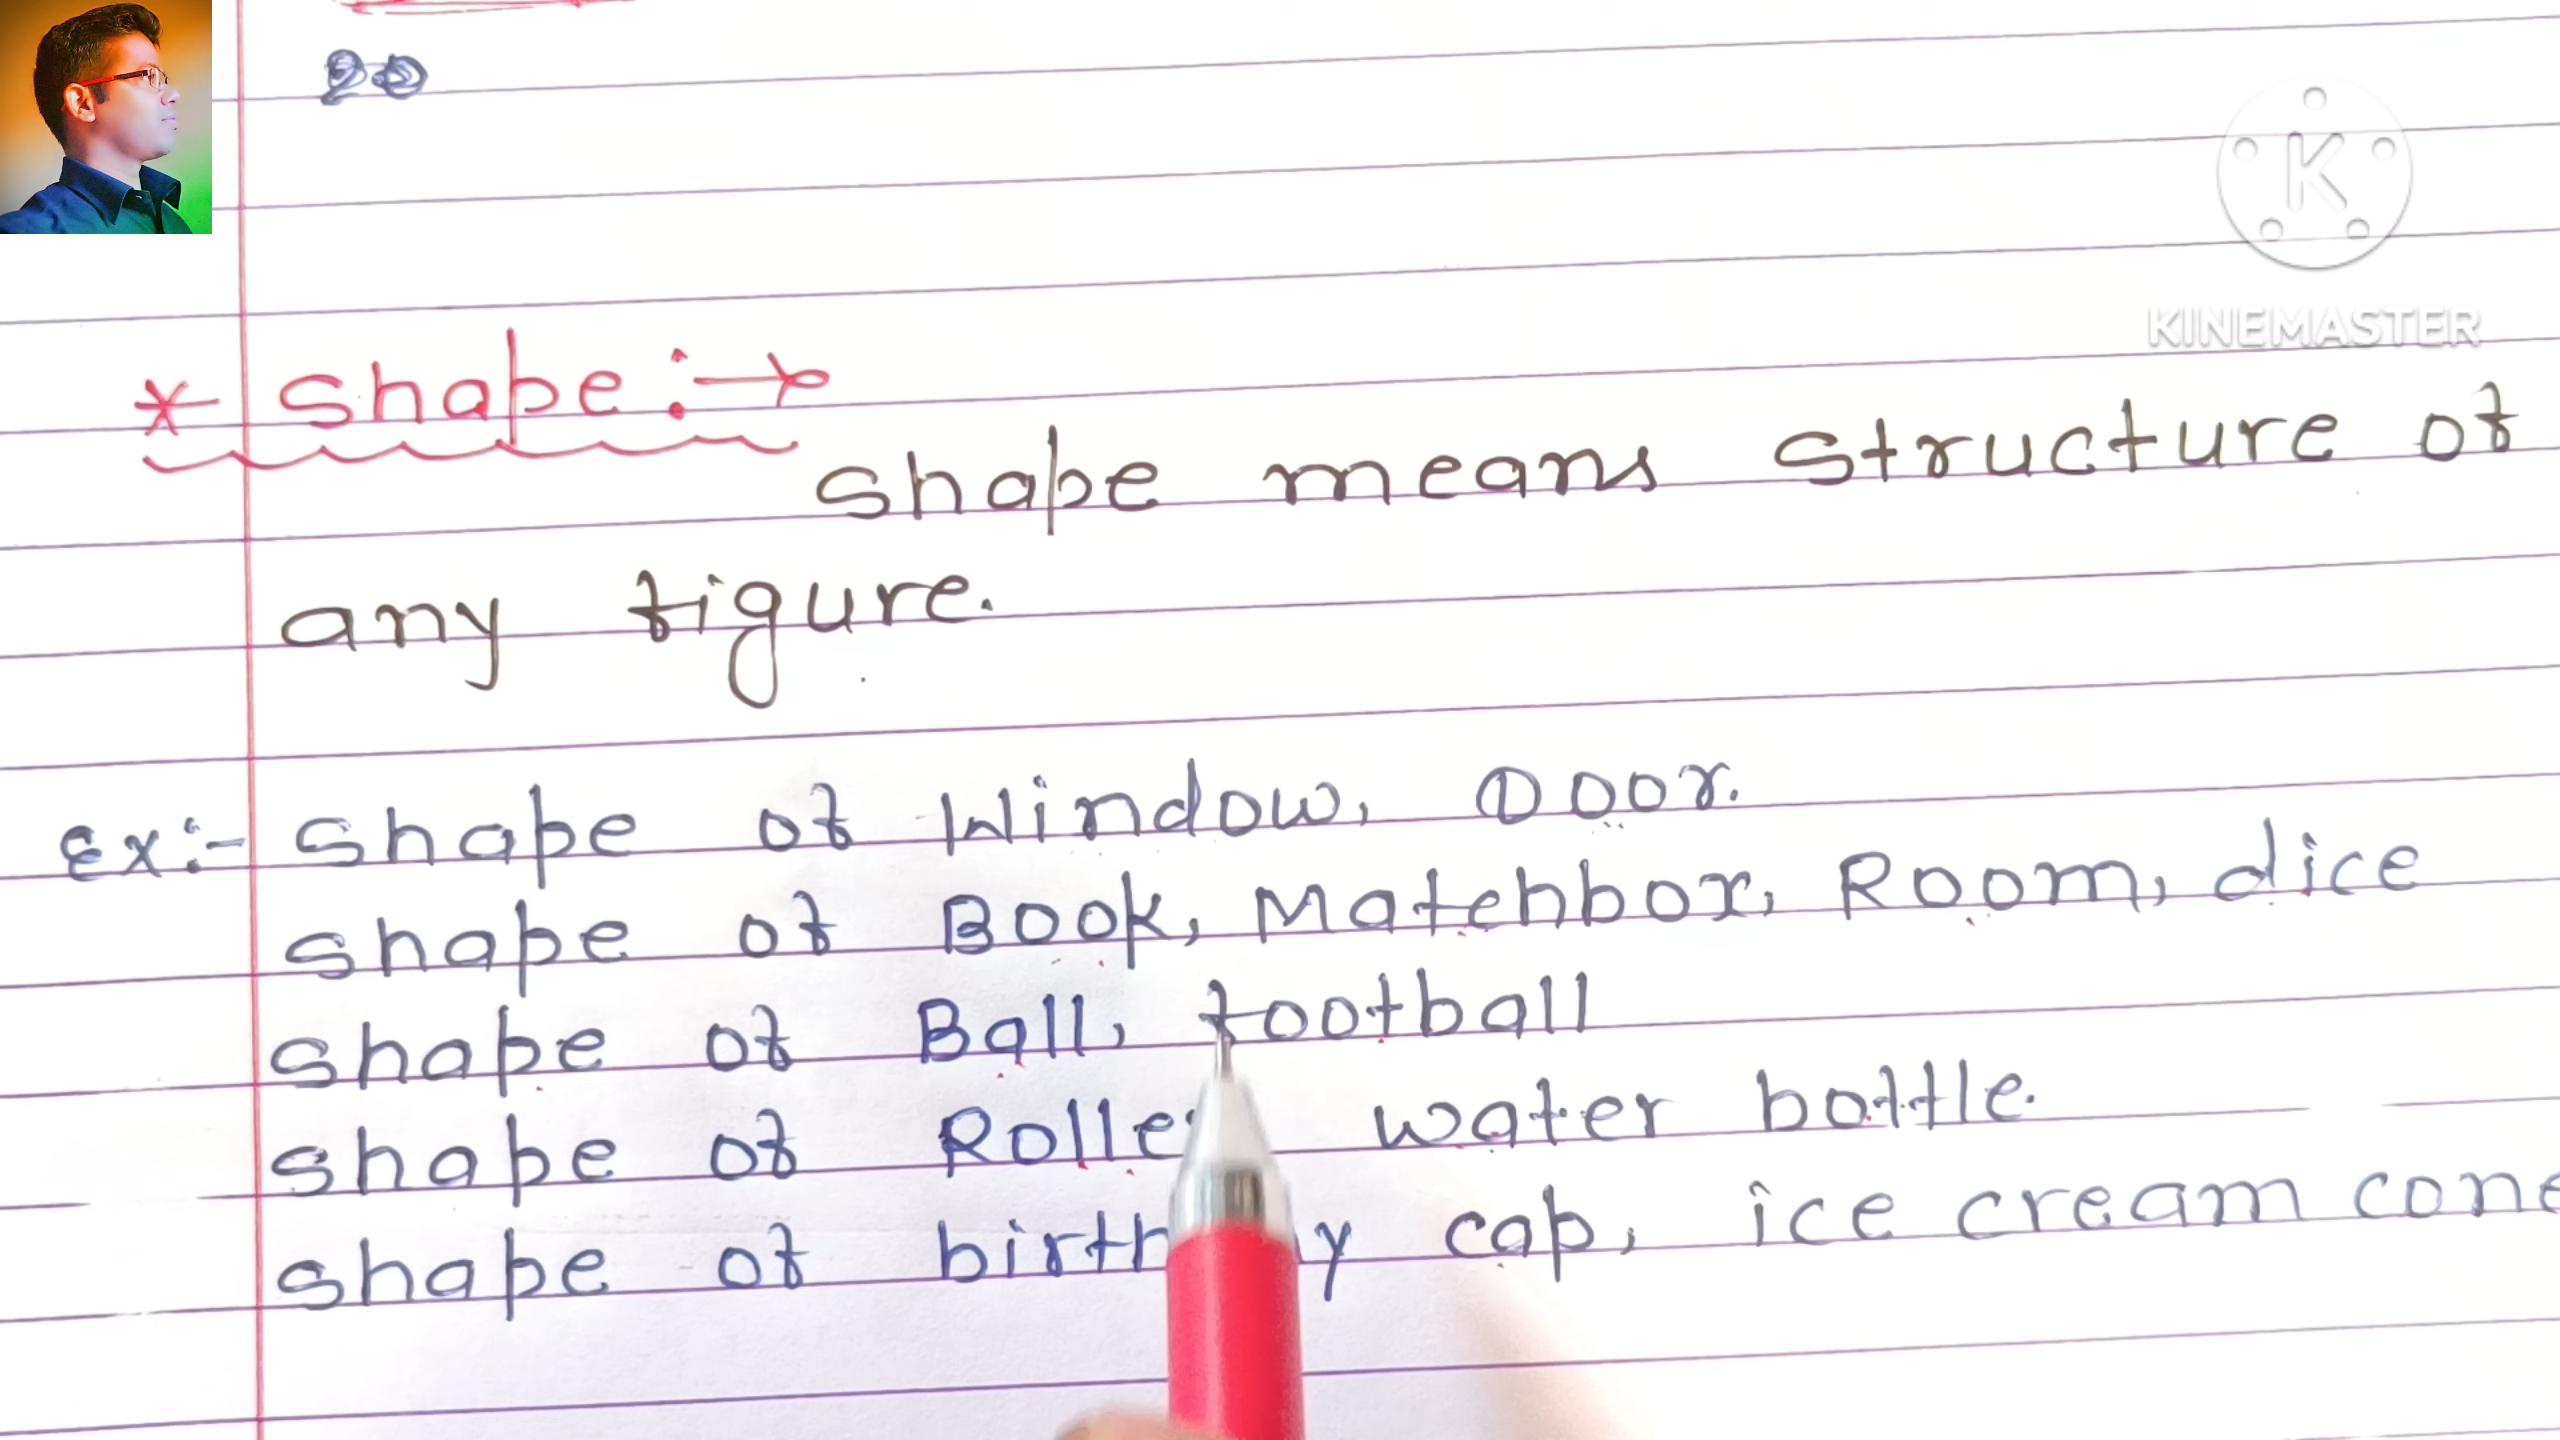 20
* shape :→
shape means structure of
any figure.
Ex:- shape of Window, Door.
shape of Book, Matchbox, Room, dice
shape of Ball, football
shape of Rolle water bottle.
shape of cap, ice cream cone
KINEMASTER